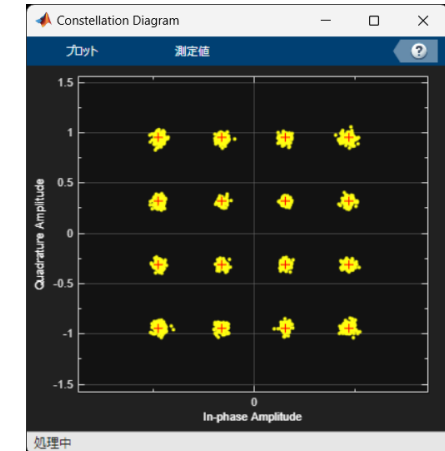 Constellation Diagram
プロット 測定値
?
1.5
1
0.5
0
-0.5
-1
-1.5
Quadrature Amplitude
0
In-phase Amplitude
処理中